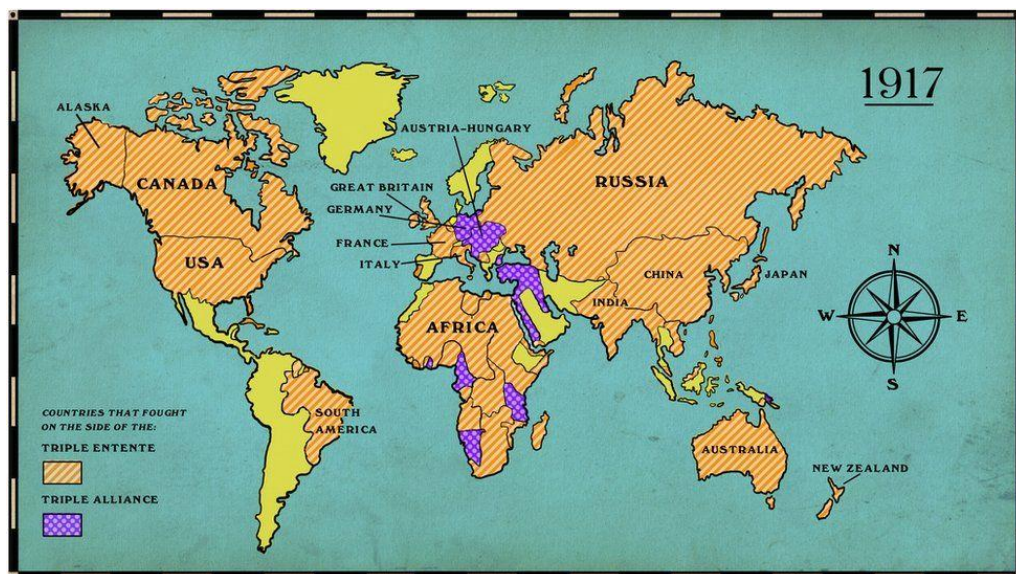 1917
ALASKA
CANADA
USA
AUSTRIA-HUNGARY
GREAT BRITAIN
GERMANY
FRANCE
ITALY
RUSSIA
CHINA
JAPAN
INDIA
AFRICA
SOUTH
AMERICA
AUSTRALIA
NEW ZEALAND
N
W
E
S
COUNTRIES THAT FOUGHT
ON THE SIDE OF THE:
TRIPLE ENTENTE
TRIPLE ALLIANCE